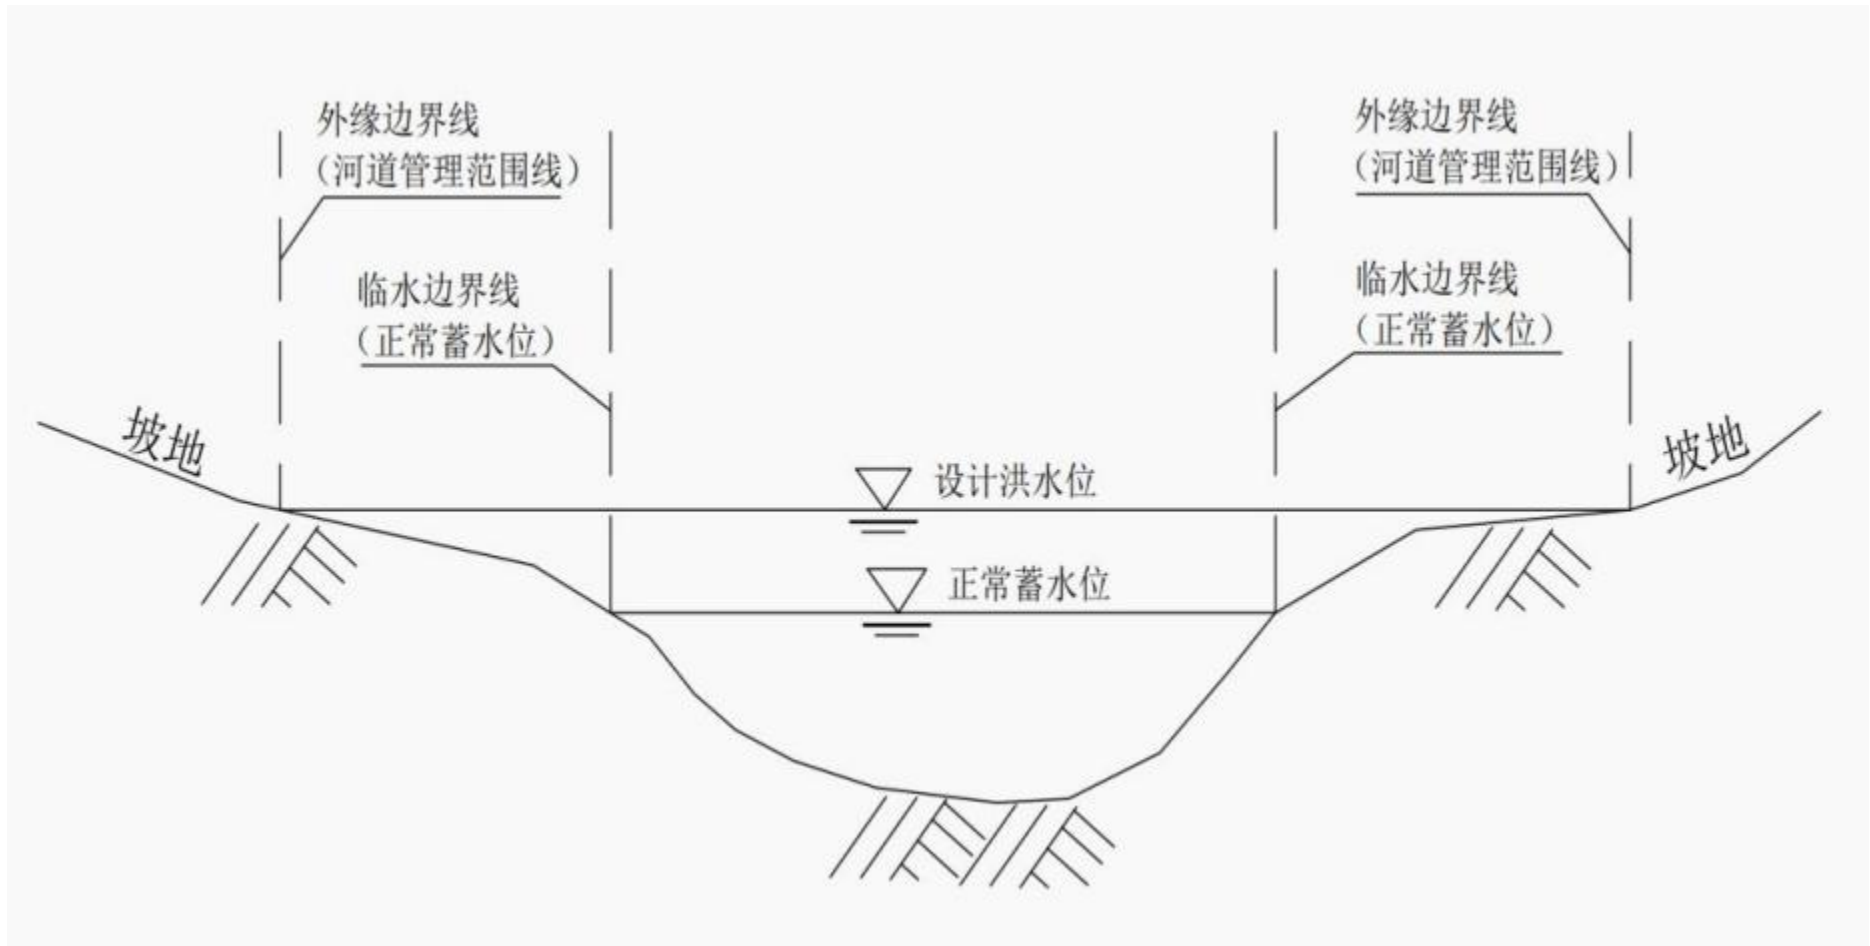 外缘边界线
（河道管理范围线）
外缘边界线
（河道管理范围线）
临水边界线
（正常蓄水位）
临水边界线
（正常蓄水位）
坡地
坡地
设计洪水位
正常蓄水位